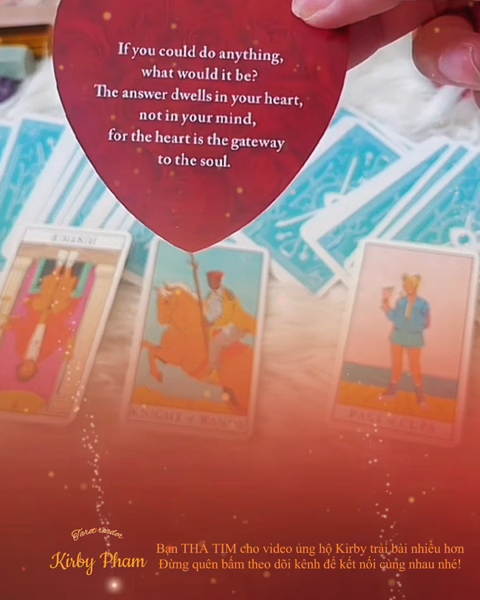 If you could do anything,
what would it be?
The answer dwells in your heart,
not in your mind,
for the heart is the gateway
to the soul.
KNIGHT of WANDS
PAGE of CUPS
Tarot reader
Kirby Pham
Bạn THẢ TIM cho video ủng hộ Kirby trải bài nhiều hơn
Đừng quên bấm theo dõi kênh để kết nối cùng nhau nhé!